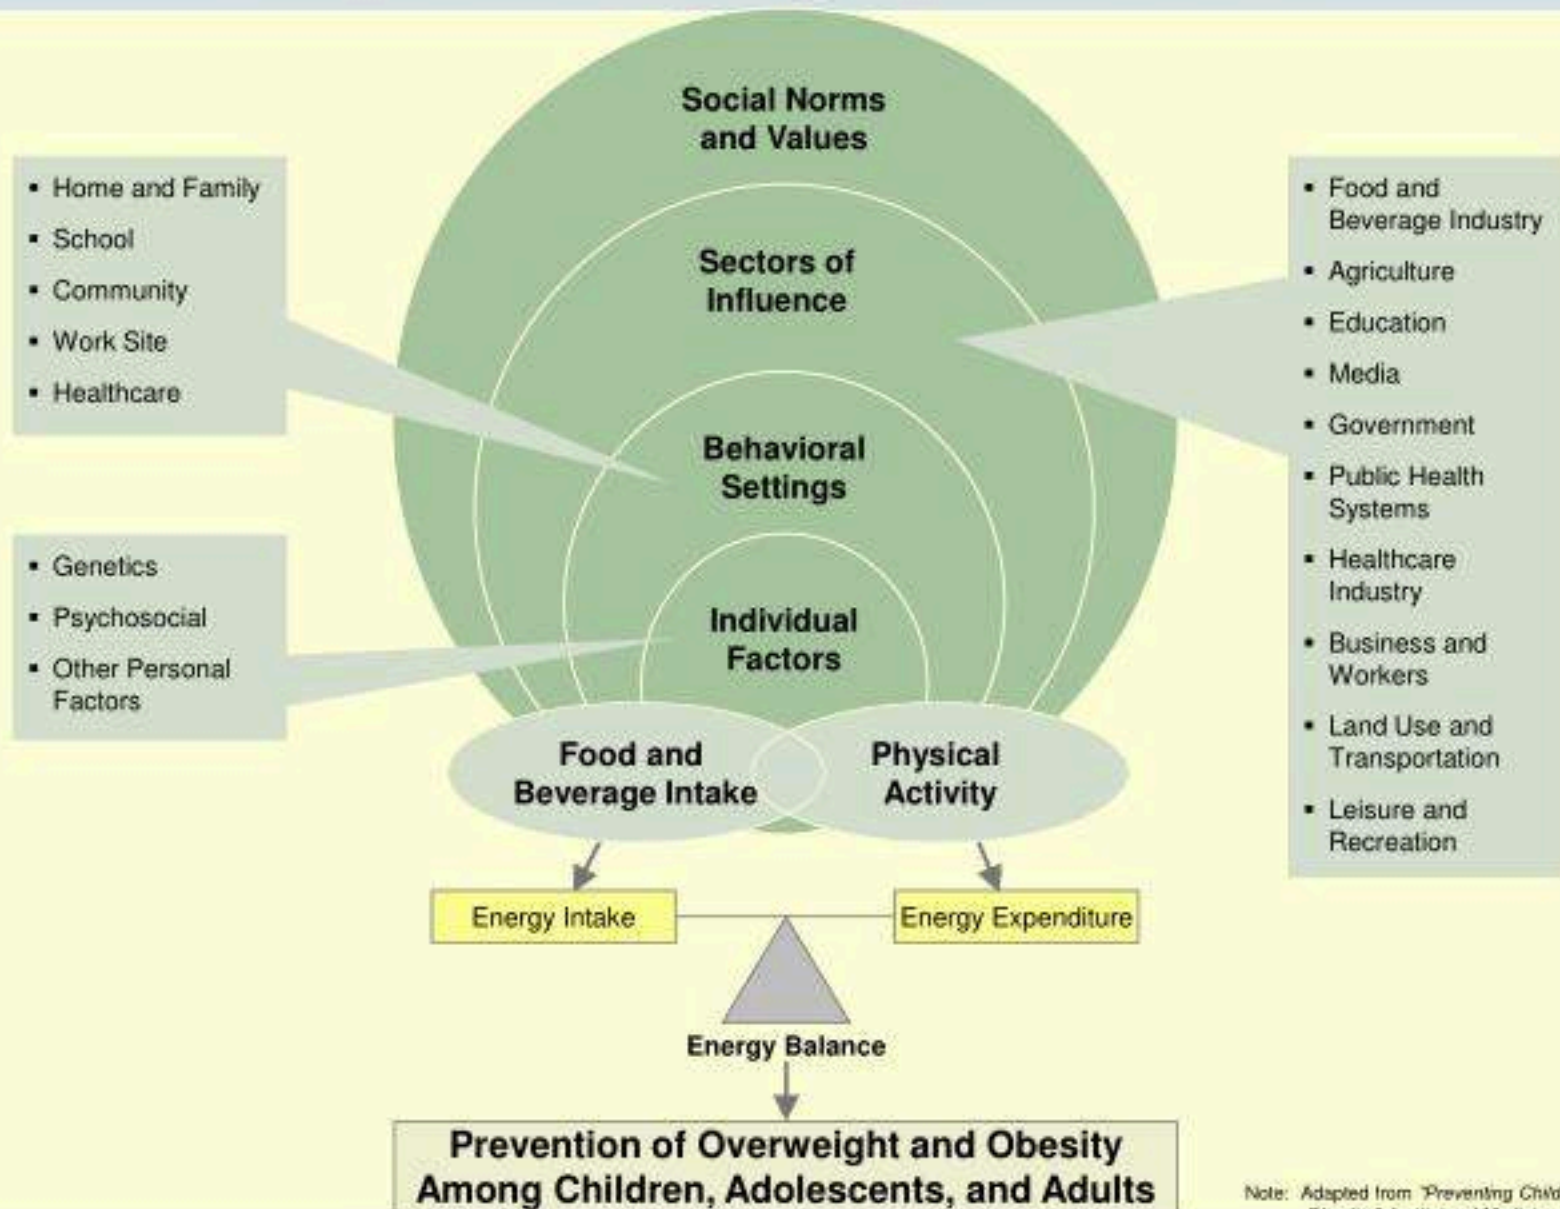 Social Norms
and Values
Sectors of
Influence
Behavioral
Settings
Individual
Factors
▪ Home and Family
▪ School
▪ Community
▪ Work Site
▪ Healthcare
▪ Genetics
▪ Psychosocial
▪ Other Personal
Factors
▪ Food and
Beverage Industry
▪ Agriculture
▪ Education
▪ Media
▪ Government
▪ Public Health
Systems
▪ Healthcare
Industry
▪ Business and
Workers
▪ Land Use and
Transportation
▪ Leisure and
Recreation
Food and
Beverage Intake
Physical
Activity
Energy Intake
Energy Expenditure
Energy Balance
Prevention of Overweight and Obesity
Among Children, Adolescents, and Adults
Note: Adapted from "Preventing Child